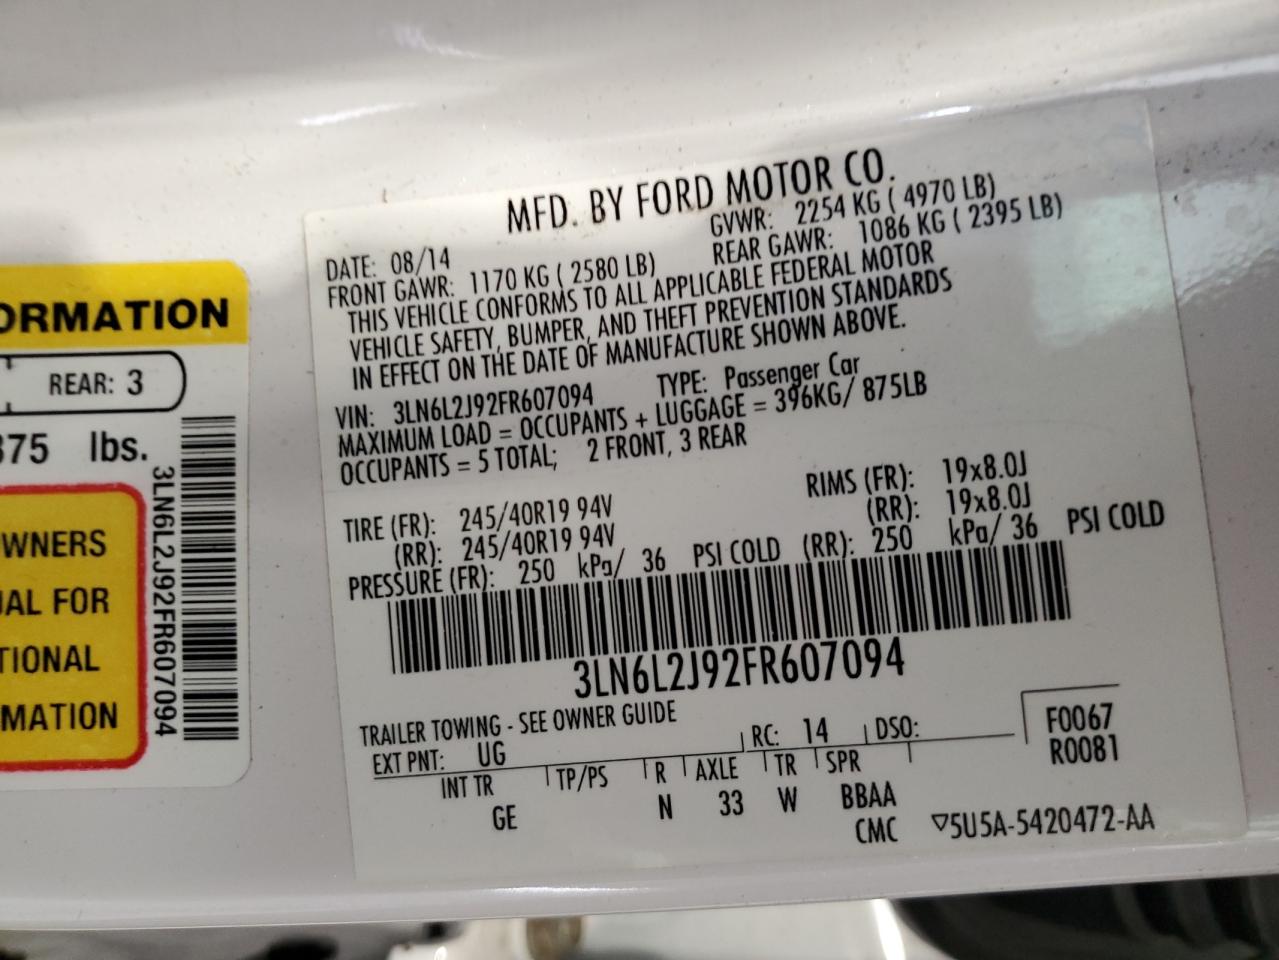 ORMATION
REAR: 3
375 lbs.
WNERS
UAL FOR
TIONAL
MATION
3LN6L2J92FR607094
MFD. BY FORD MOTOR CO.
DATE: 08/14 GVWR: 2254 KG ( 4970 LB)
FRONT GAWR: 1170 KG ( 2580 LB) REAR GAWR: 1086 KG ( 2395 LB)
THIS VEHICLE CONFORMS TO ALL APPLICABLE FEDERAL MOTOR
VEHICLE SAFETY, BUMPER, AND THEFT PREVENTION STANDARDS
IN EFFECT ON THE DATE OF MANUFACTURE SHOWN ABOVE.
VIN: 3LN6L2J92FR607094 TYPE: Passenger Car
MAXIMUM LOAD = OCCUPANTS + LUGGAGE = 396KG/ 875LB
OCCUPANTS = 5 TOTAL; 2 FRONT, 3 REAR
TIRE (FR): 245/40R19 94V RIMS (FR): 19x8.0J
(RR): 245/40R19 94V (RR): 19x8.0J
PRESSURE (FR): 250 kPa/ 36 PSI COLD (RR): 250 kPa/ 36 PSI COLD
3LN6L2J92FR607094
TRAILER TOWING - SEE OWNER GUIDE
EXT PNT: UG RC: 14 DSO: F0067
R0081
INT TR TP/PS R AXLE TR SPR
GE N 33 W BBAA
CMC ▽5U5A-5420472-AA